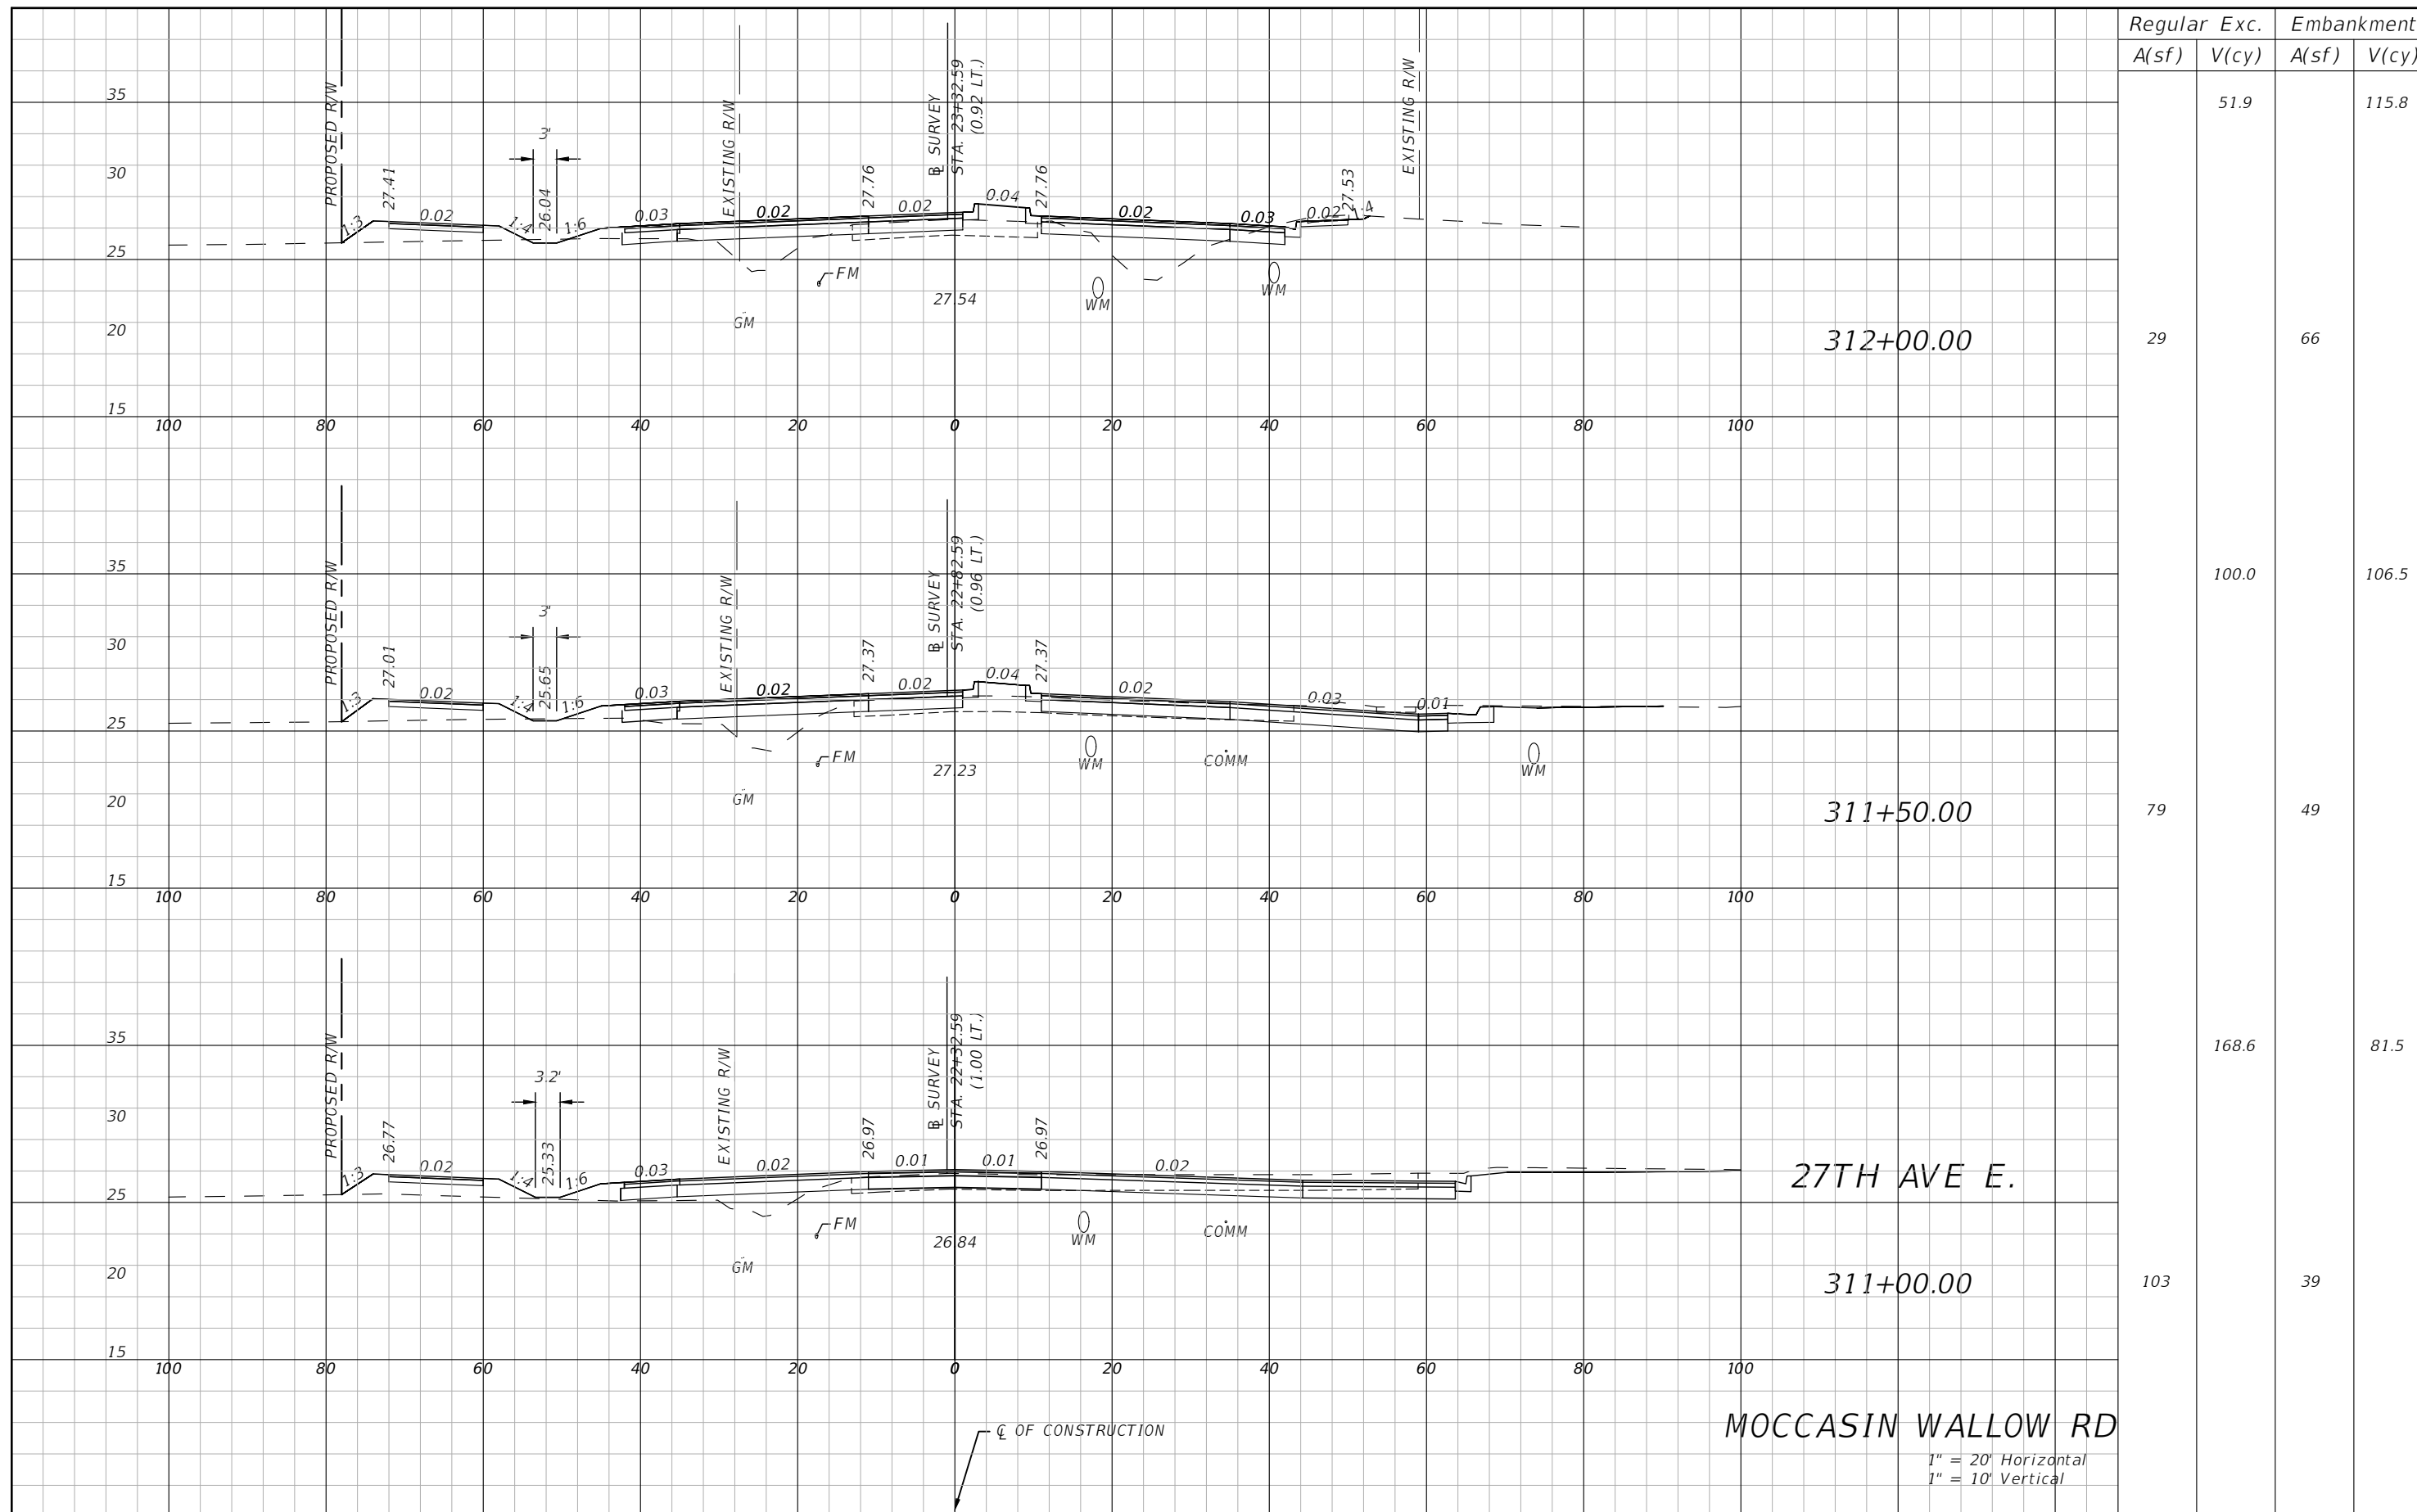 Regular Exc. Embankment
A(sf) V(cy) A(sf) V(cy)
51.9 115.8
35
30
25
20
15
PROPOSED R/W
1:3
27.41
0.02
1:4
3'
26.04
1:6
0.03
EXISTING R/W
0.02
27.76
0.02
BL SURVEY
STA. 23+32.59
(0.92 LT.)
0.04
27.76
0.02
0.03
0.02
27.53
1:4
EXISTING R/W
FM
GM
27.54
WM
WM
312+00.00
29 66
100 80 60 40 20 0 20 40 60 80 100
100.0 106.5
35
30
25
20
15
PROPOSED R/W
1:3
27.01
0.02
1:4
3'
25.65
1:6
0.03
EXISTING R/W
0.02
27.37
0.02
BL SURVEY
STA. 22+82.59
(0.96 LT.)
0.04
27.37
0.02
0.03
0.01
FM
GM
27.23
WM
COMM
WM
311+50.00
79 49
100 80 60 40 20 0 20 40 60 80 100
168.6 81.5
35
30
25
20
15
PROPOSED R/W
1:3
26.77
0.02
1:4
3.2'
25.33
1:6
0.03
EXISTING R/W
0.02
26.97
0.01
BL SURVEY
STA. 22+32.59
(1.00 LT.)
0.01
26.97
0.02
27TH AVE E.
FM
GM
26.84
WM
COMM
311+00.00
103 39
100 80 60 40 20 0 20 40 60 80 100
CL OF CONSTRUCTION
MOCCASIN WALLOW RD
1" = 20' Horizontal
1" = 10' Vertical